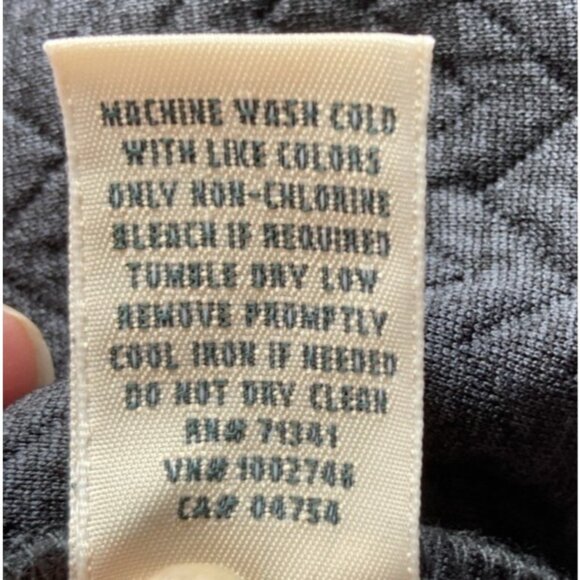 MACHINE WASH COLD
WITH LIKE COLORS
ONLY NON-CHLORINE
BLEACH IF REQUIRED
TUMBLE DRY LOW
REMOVE PROMPTLY
COOL IRON IF NEEDED
DO NOT DRY CLEAN
RN# 71341
VN# 1002746
CA# 04754